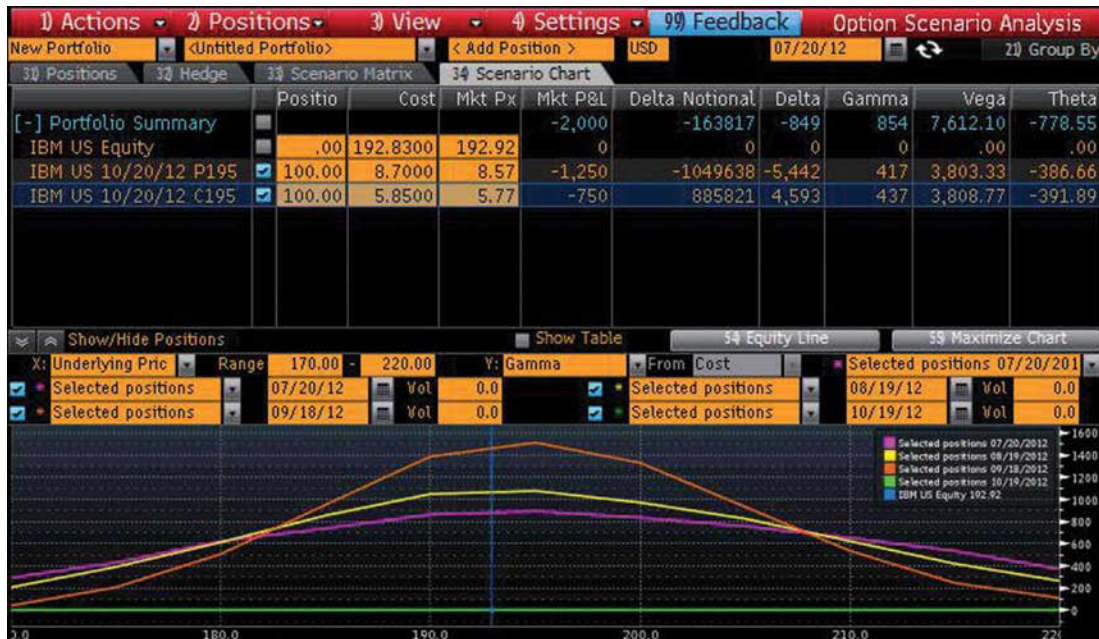 1) Actions 2) Positions 3) View 4) Settings 99) Feedback Option Scenario Analysis
New Portfolio <Untitled Portfolio> < Add Position > USD 07/20/12 21) Group By
31) Positions 32) Hedge 33) Scenario Matrix 34) Scenario Chart
Positio Cost Mkt Px Mkt P&L Delta Notional Delta Gamma Vega Theta
[-] Portfolio Summary -2,000 -163817 -849 854 7,612.10 -778.55
IBM US Equity .00 192.8300 192.92 0 0 0 0 .00 .00
IBM US 10/20/12 P195 100.00 8.7000 8.57 -1,250 -1049638 -5,442 417 3,803.33 -386.66
IBM US 10/20/12 C195 100.00 5.8500 5.77 -750 885821 4,593 437 3,808.77 -391.89
Show/Hide Positions Show Table 54) Equity Line 55) Maximize Chart
X: Underlying Pric Range 170.00 - 220.00 Y: Gamma From Cost Selected positions 07/20/201
Selected positions 07/20/12 Vol 0.0 Selected positions 08/19/12 Vol 0.0
Selected positions 09/18/12 Vol 0.0 Selected positions 10/19/12 Vol 0.0
Selected positions 07/20/2012
Selected positions 08/19/2012
Selected positions 09/18/2012
Selected positions 10/19/2012
IBM US Equity 192.92
1600
1400
1200
1000
800
600
400
200
0
0.0 180.0 190.0 200.0 210.0 220